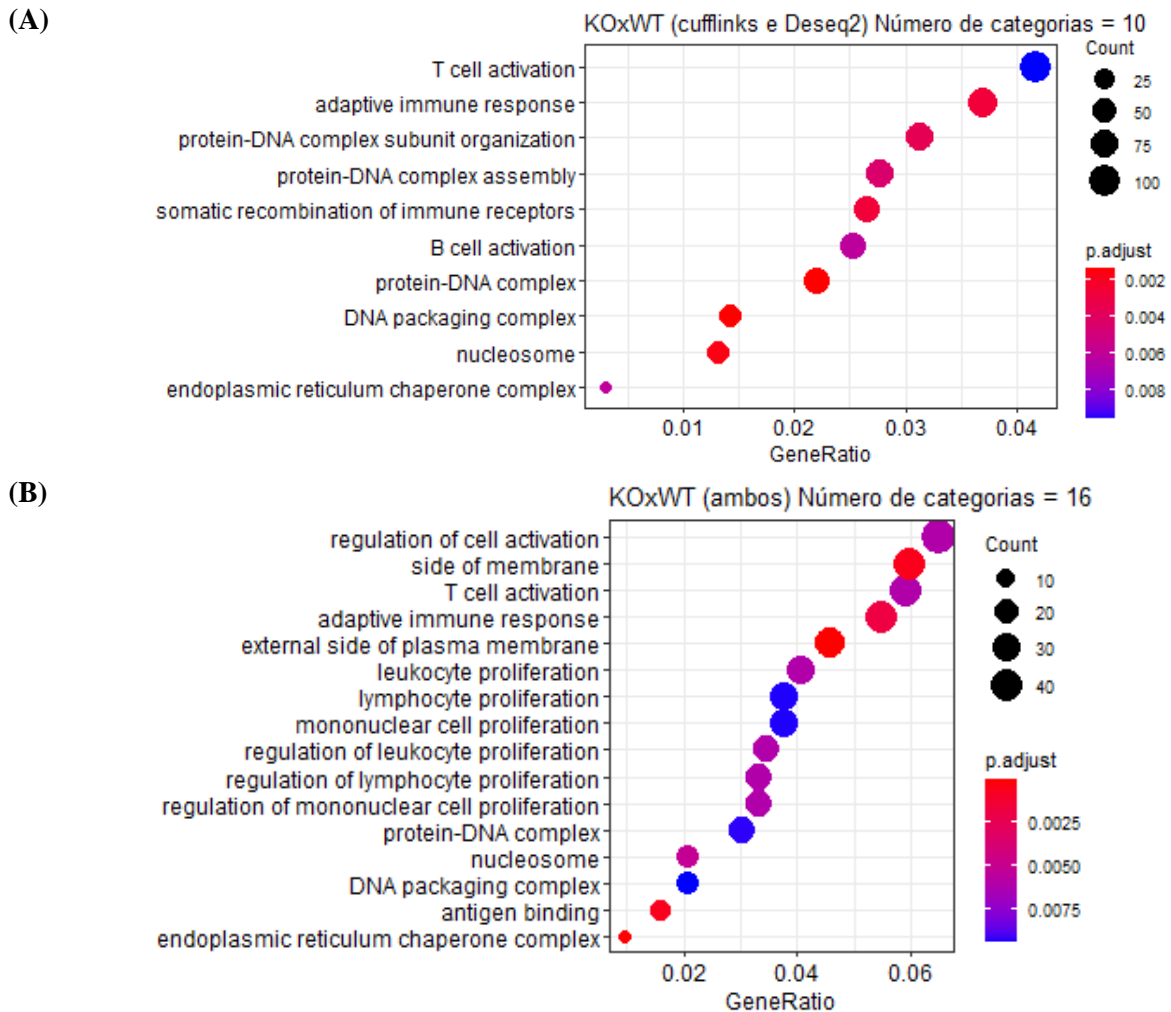 (A)
KOxWT (cufflinks e Deseq2) Número de categorias = 10
T cell activation
adaptive immune response
protein-DNA complex subunit organization
protein-DNA complex assembly
somatic recombination of immune receptors
B cell activation
protein-DNA complex
DNA packaging complex
nucleosome
endoplasmic reticulum chaperone complex
0.01 0.02 0.03 0.04
GeneRatio
Count
25
50
75
100
p.adjust
0.002
0.004
0.006
0.008
(B)
KOxWT (ambos) Número de categorias = 16
regulation of cell activation
side of membrane
T cell activation
adaptive immune response
external side of plasma membrane
leukocyte proliferation
lymphocyte proliferation
mononuclear cell proliferation
regulation of leukocyte proliferation
regulation of lymphocyte proliferation
regulation of mononuclear cell proliferation
protein-DNA complex
nucleosome
DNA packaging complex
antigen binding
endoplasmic reticulum chaperone complex
0.02 0.04 0.06
GeneRatio
Count
10
20
30
40
p.adjust
0.0025
0.0050
0.0075